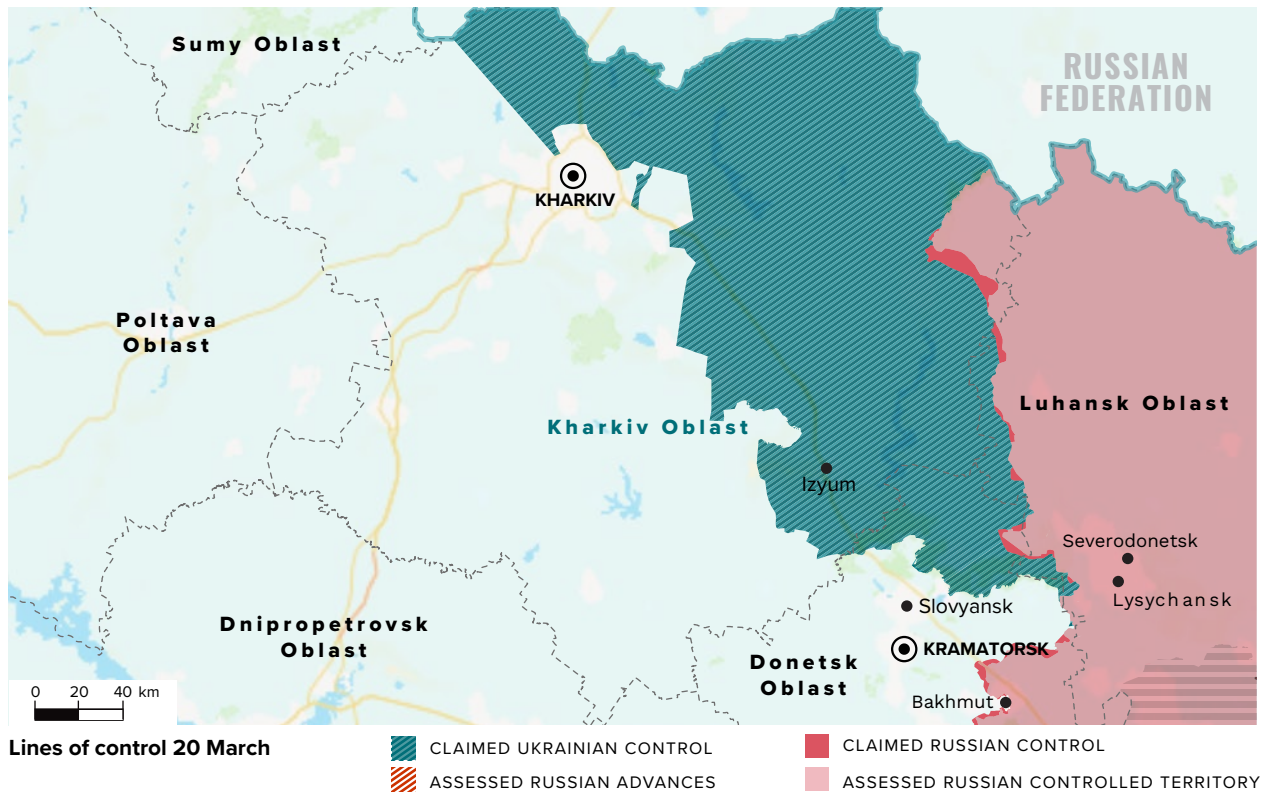 Sumy Oblast
RUSSIAN
FEDERATION
KHARKIV
Poltava
Oblast
Kharkiv Oblast
Luhansk Oblast
Izyum
Severodonetsk
Lysychansk
Slovyansk
Dnipropetrovsk
Oblast
KRAMATORSK
Donetsk
Oblast
Bakhmut
0 20 40 km
Lines of control 20 March
CLAIMED UKRAINIAN CONTROL
ASSESSED RUSSIAN ADVANCES
CLAIMED RUSSIAN CONTROL
ASSESSED RUSSIAN CONTROLLED TERRITORY